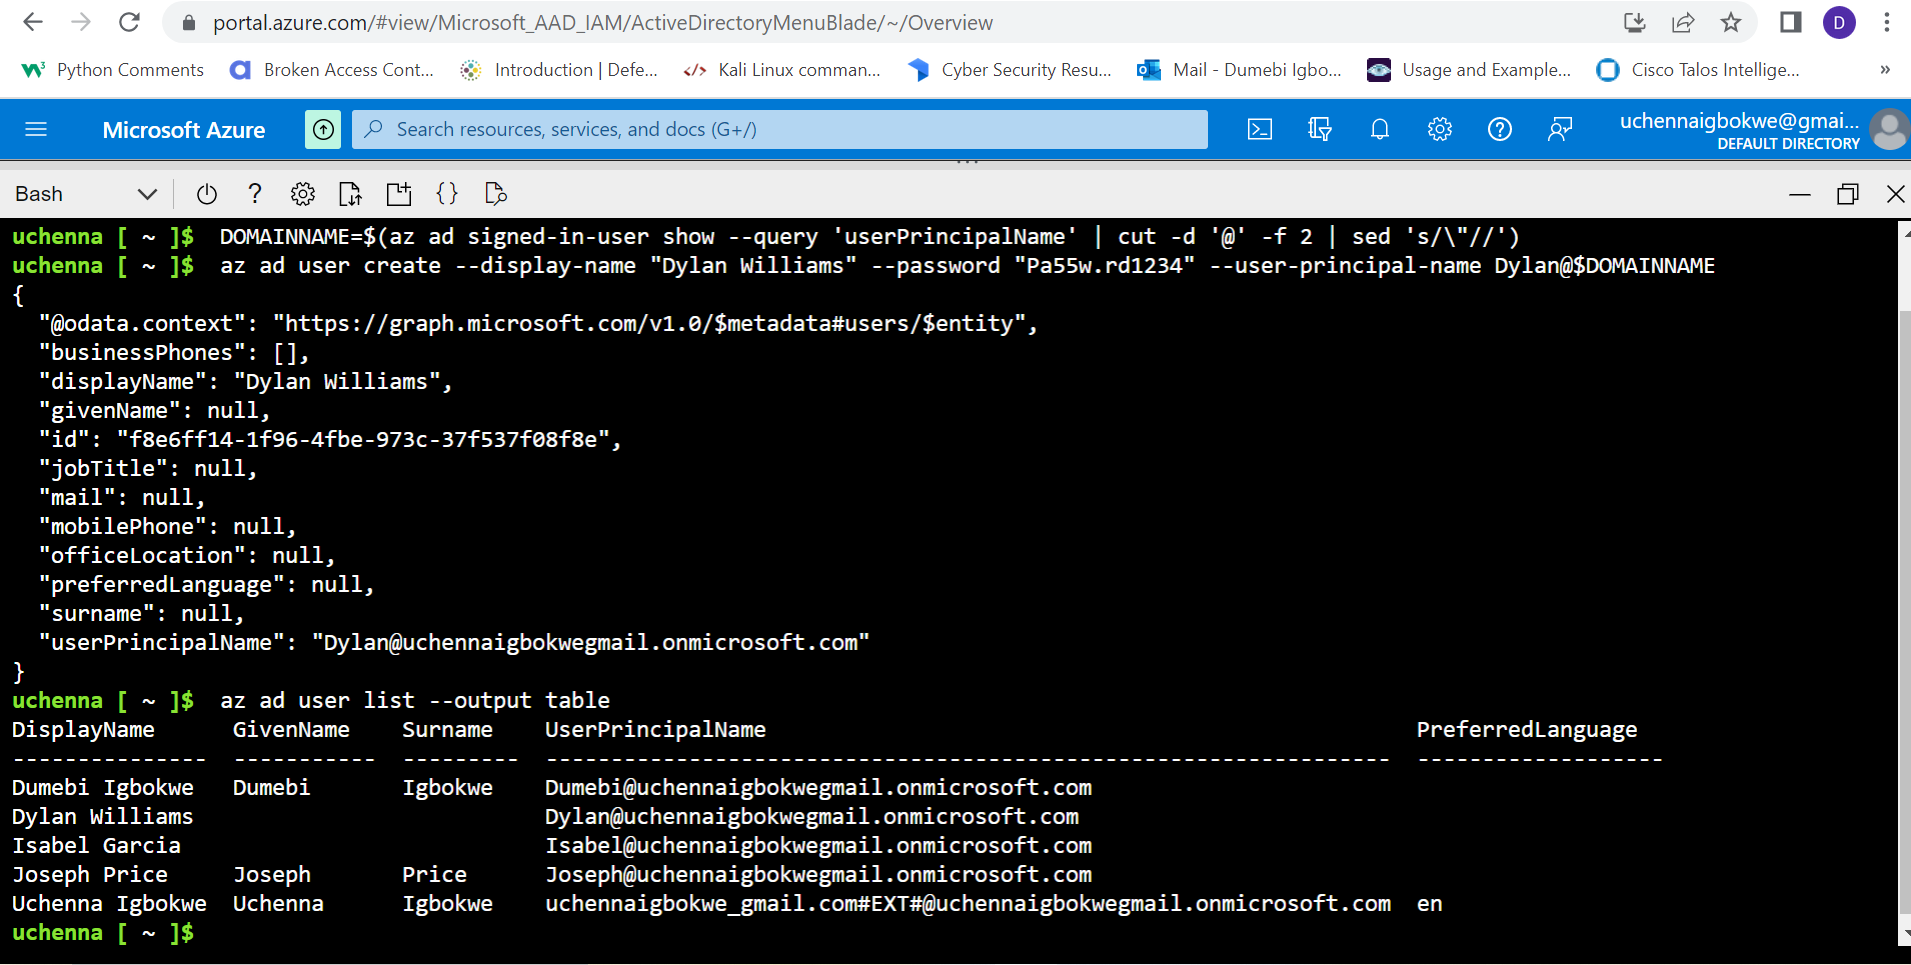 portal.azure.com/#view/Microsoft_AAD_IAM/ActiveDirectoryMenuBlade/~/Overview
D
Python Comments Broken Access Cont... Introduction | Defe... </> Kali Linux comman... Cyber Security Resu... Mail - Dumebi Igbo... Usage and Example... Cisco Talos Intellige... »
Microsoft Azure Search resources, services, and docs (G+/) uchennaigbokwe@gmai...
DEFAULT DIRECTORY
Bash ? {}
uchenna [ ~ ]$ DOMAINNAME=$(az ad signed-in-user show --query 'userPrincipalName' | cut -d '@' -f 2 | sed 's/\"//')
uchenna [ ~ ]$ az ad user create --display-name "Dylan Williams" --password "Pa55w.rd1234" --user-principal-name Dylan@$DOMAINNAME
{
"@odata.context": "https://graph.microsoft.com/v1.0/$metadata#users/$entity",
"businessPhones": [],
"displayName": "Dylan Williams",
"givenName": null,
"id": "f8e6ff14-1f96-4fbe-973c-37f537f08f8e",
"jobTitle": null,
"mail": null,
"mobilePhone": null,
"officeLocation": null,
"preferredLanguage": null,
"surname": null,
"userPrincipalName": "Dylan@uchennaigbokwegmail.onmicrosoft.com"
}
uchenna [ ~ ]$ az ad user list --output table
DisplayName GivenName Surname UserPrincipalName PreferredLanguage
--------------- ----------- --------- ----------------------------------------------------------------- -------------------
Dumebi Igbokwe Dumebi Igbokwe Dumebi@uchennaigbokwegmail.onmicrosoft.com
Dylan Williams Dylan@uchennaigbokwegmail.onmicrosoft.com
Isabel Garcia Isabel@uchennaigbokwegmail.onmicrosoft.com
Joseph Price Joseph Price Joseph@uchennaigbokwegmail.onmicrosoft.com
Uchenna Igbokwe Uchenna Igbokwe uchennaigbokwe_gmail.com#EXT#@uchennaigbokwegmail.onmicrosoft.com en
uchenna [ ~ ]$